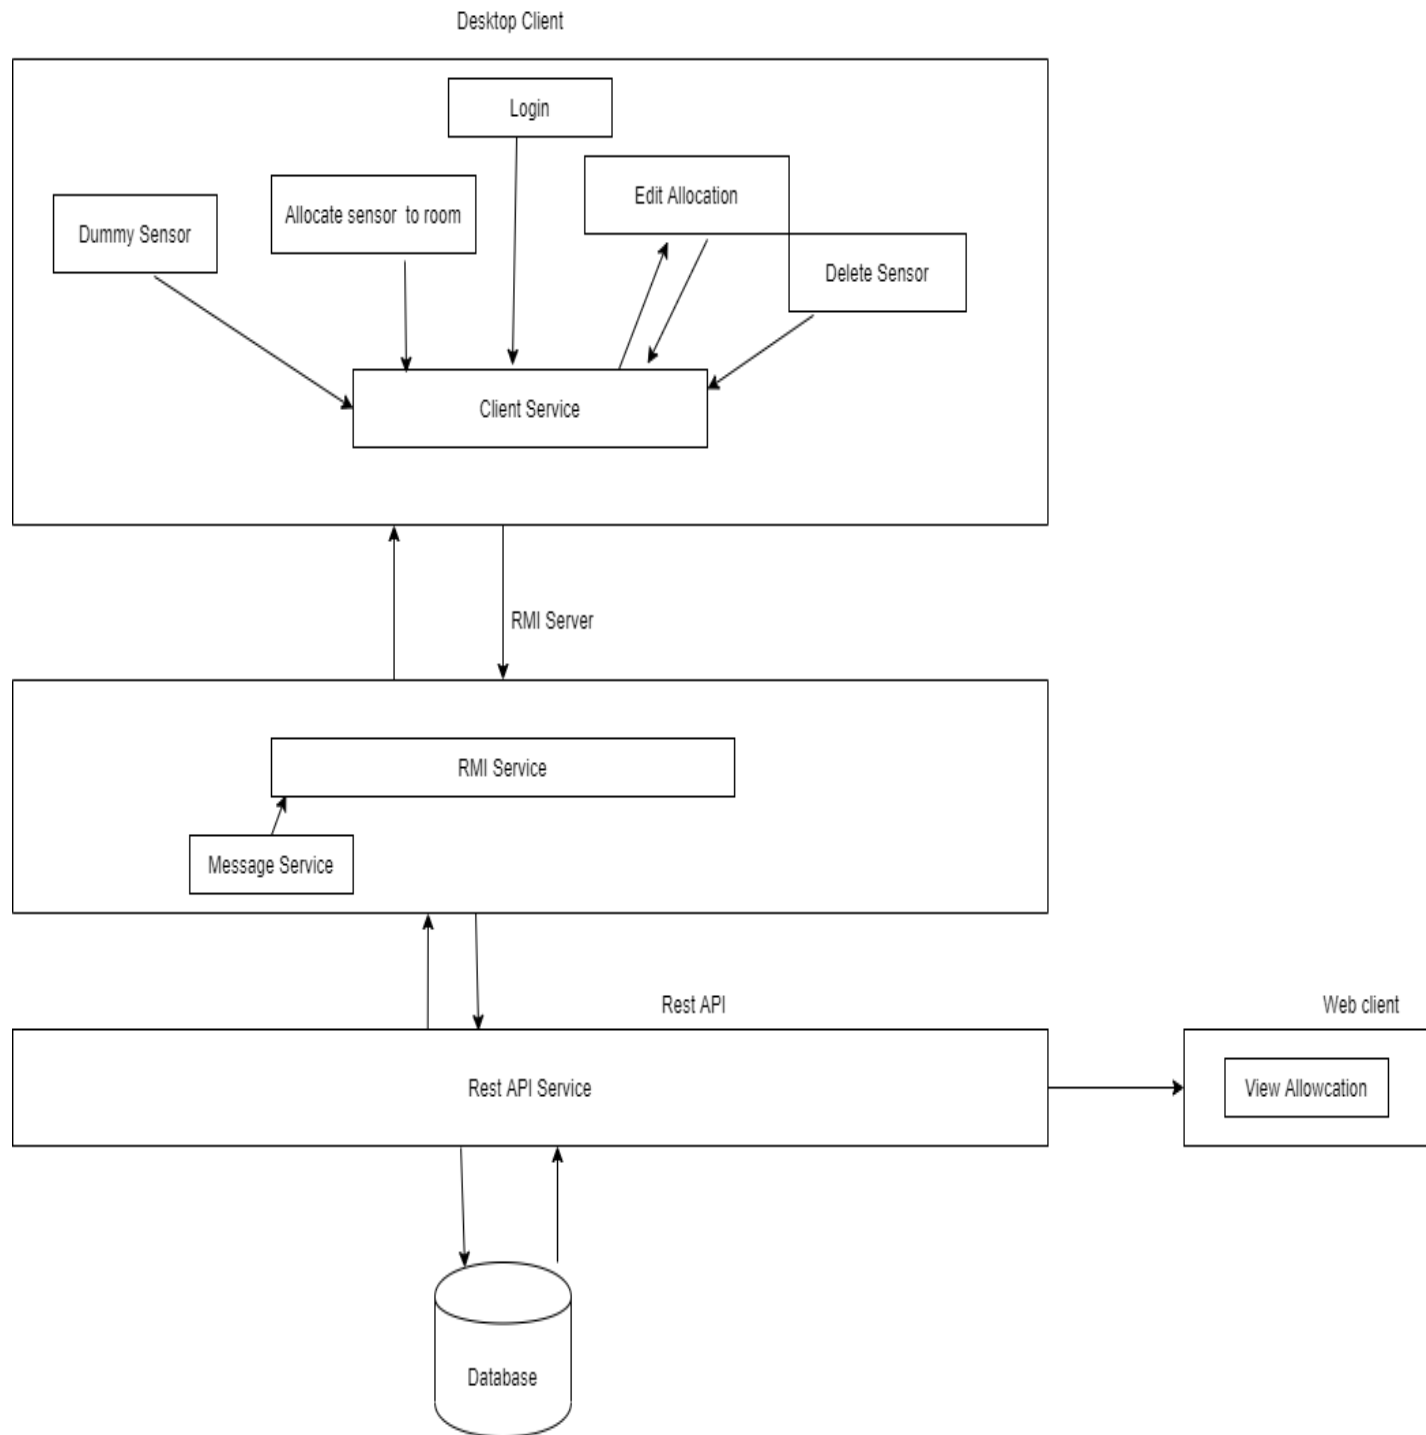 Desktop Client
Login
Edit Allocation
Allocate sensor to room
Dummy Sensor
Delete Sensor
Client Service
RMI Server
RMI Service
Message Service
Rest API
Web client
Rest API Service
View Allowcation
Database